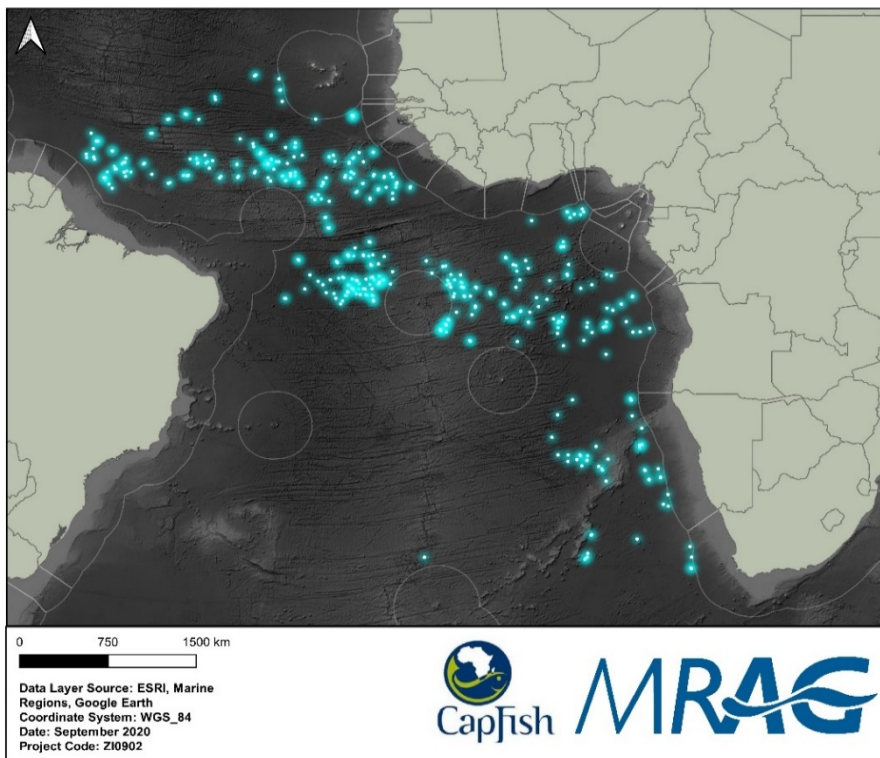 0 750 1500 km
Data Layer Source: ESRI, Marine
Regions, Google Earth
Coordinate System: WGS_84
Date: September 2020
Project Code: ZI0902
CapFish
MRAG